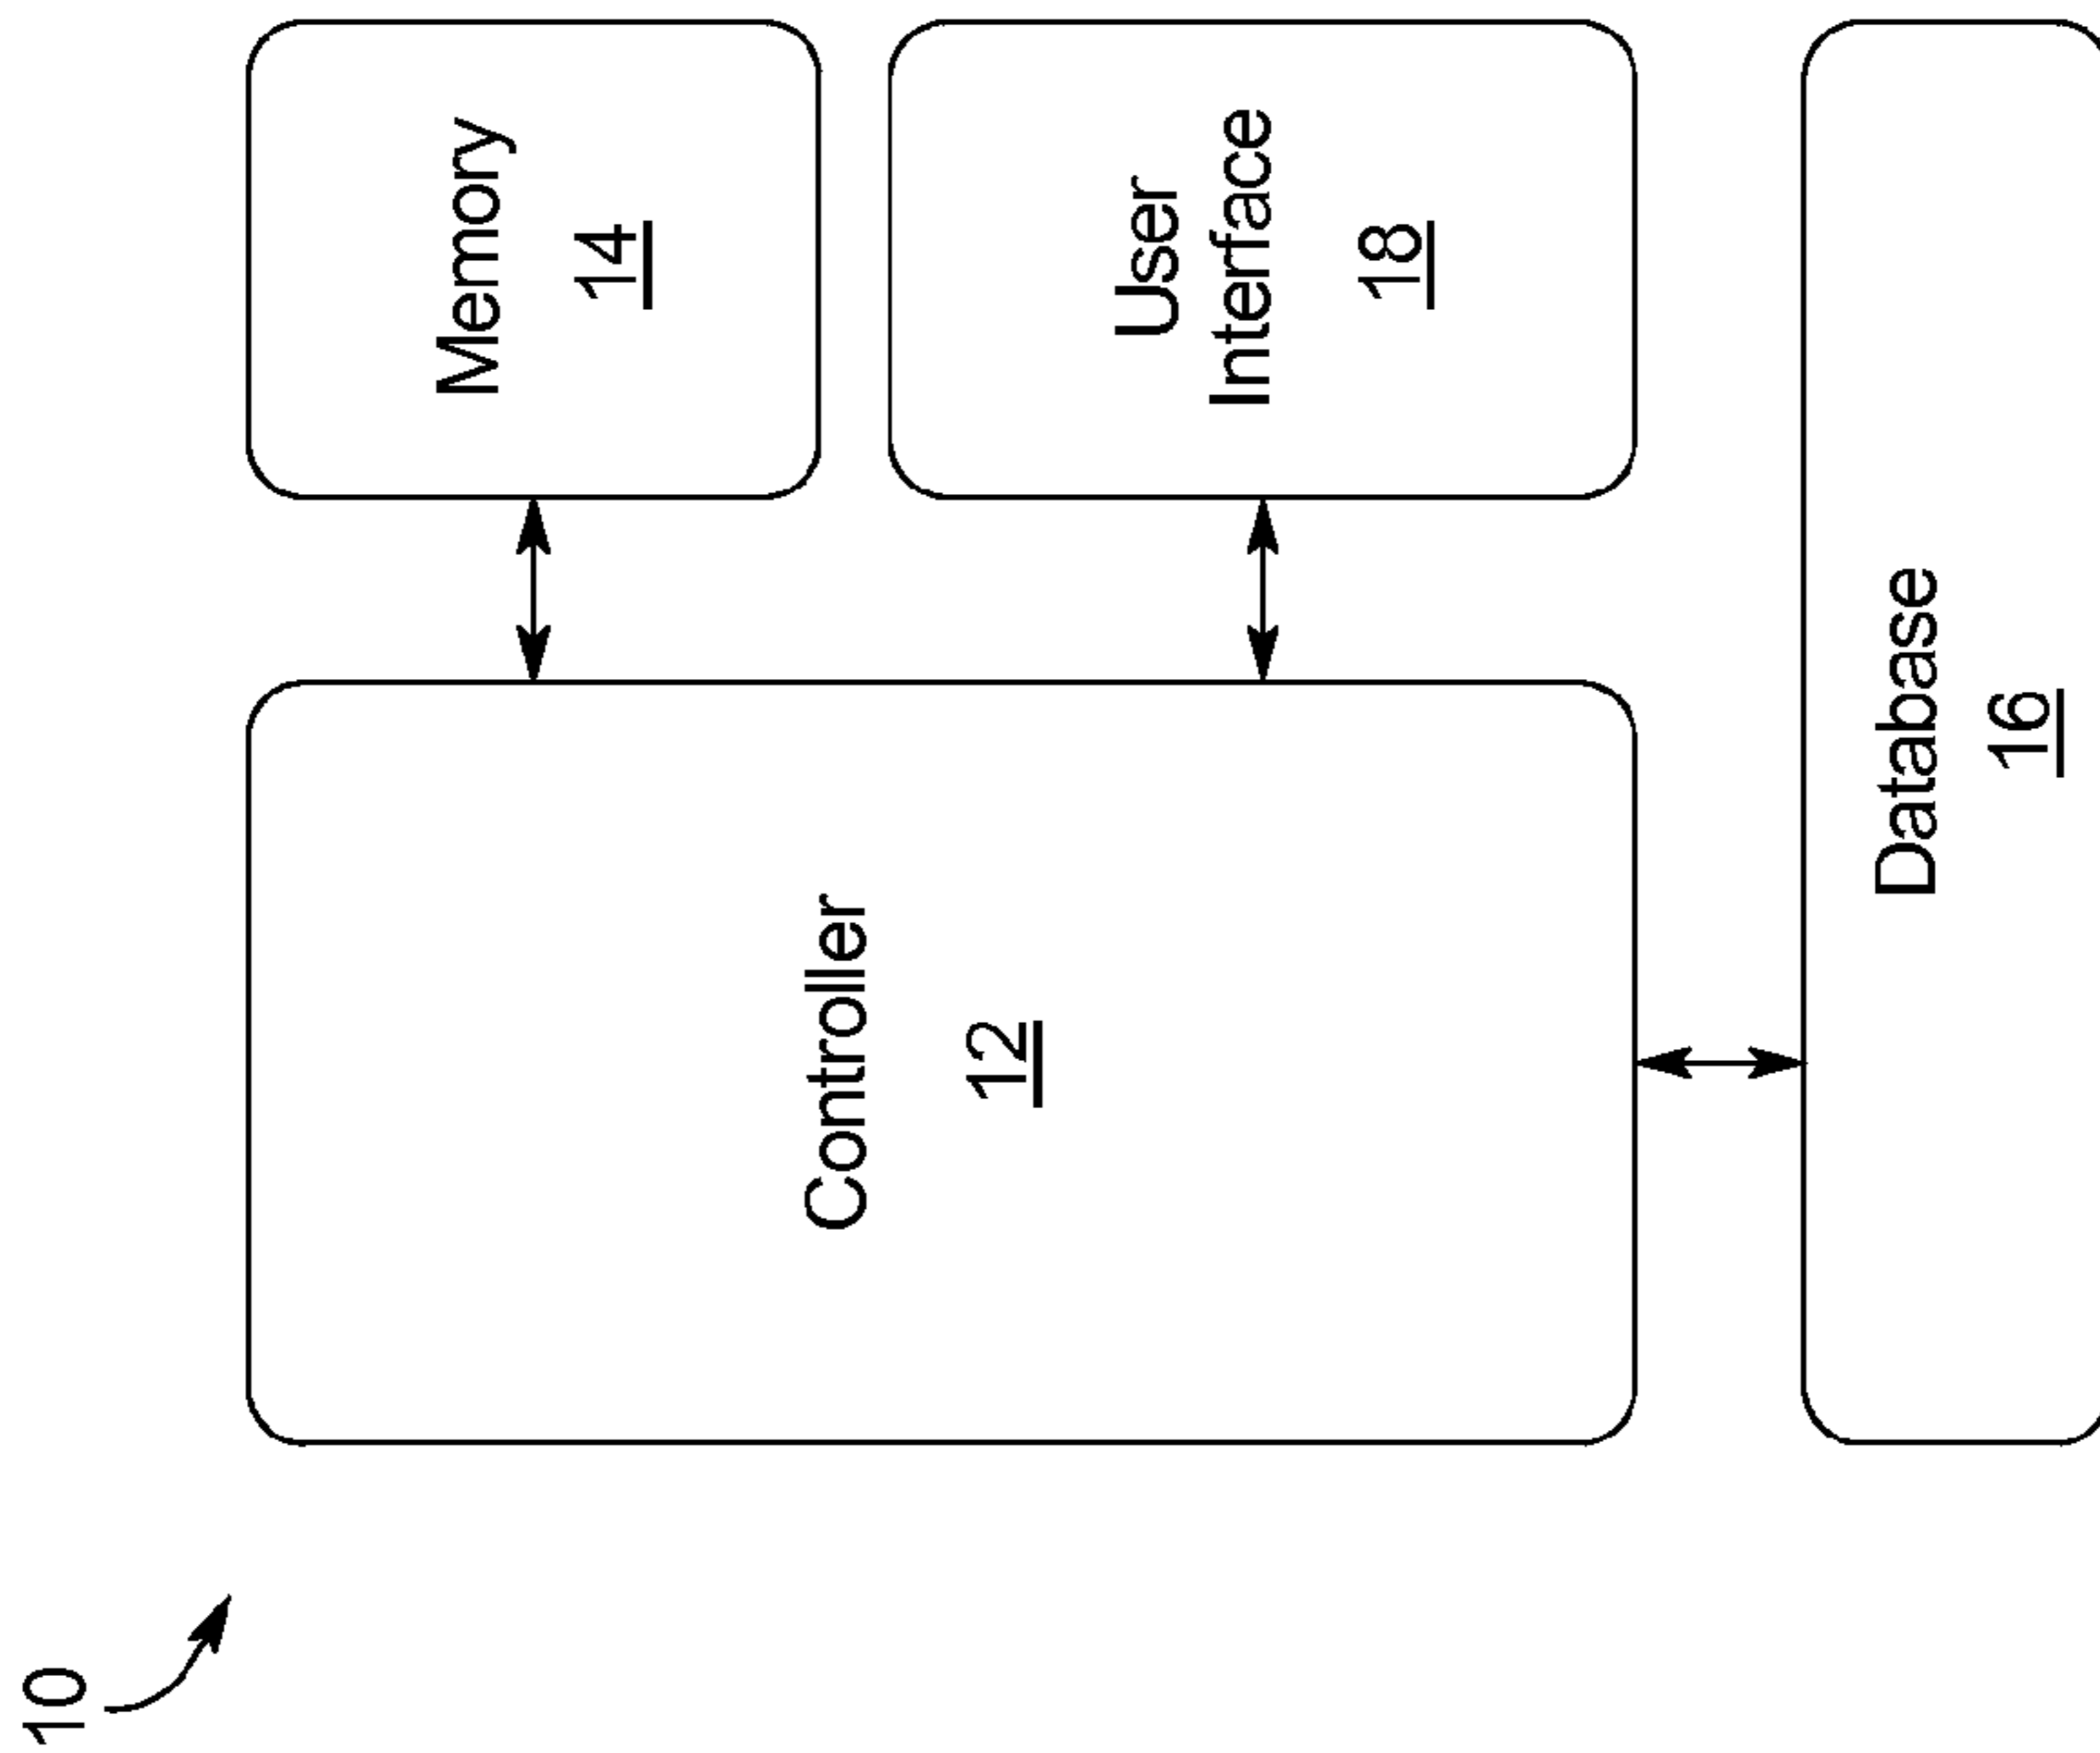 10
Controller
12
Memory
14
User
Interface
18
Database
16